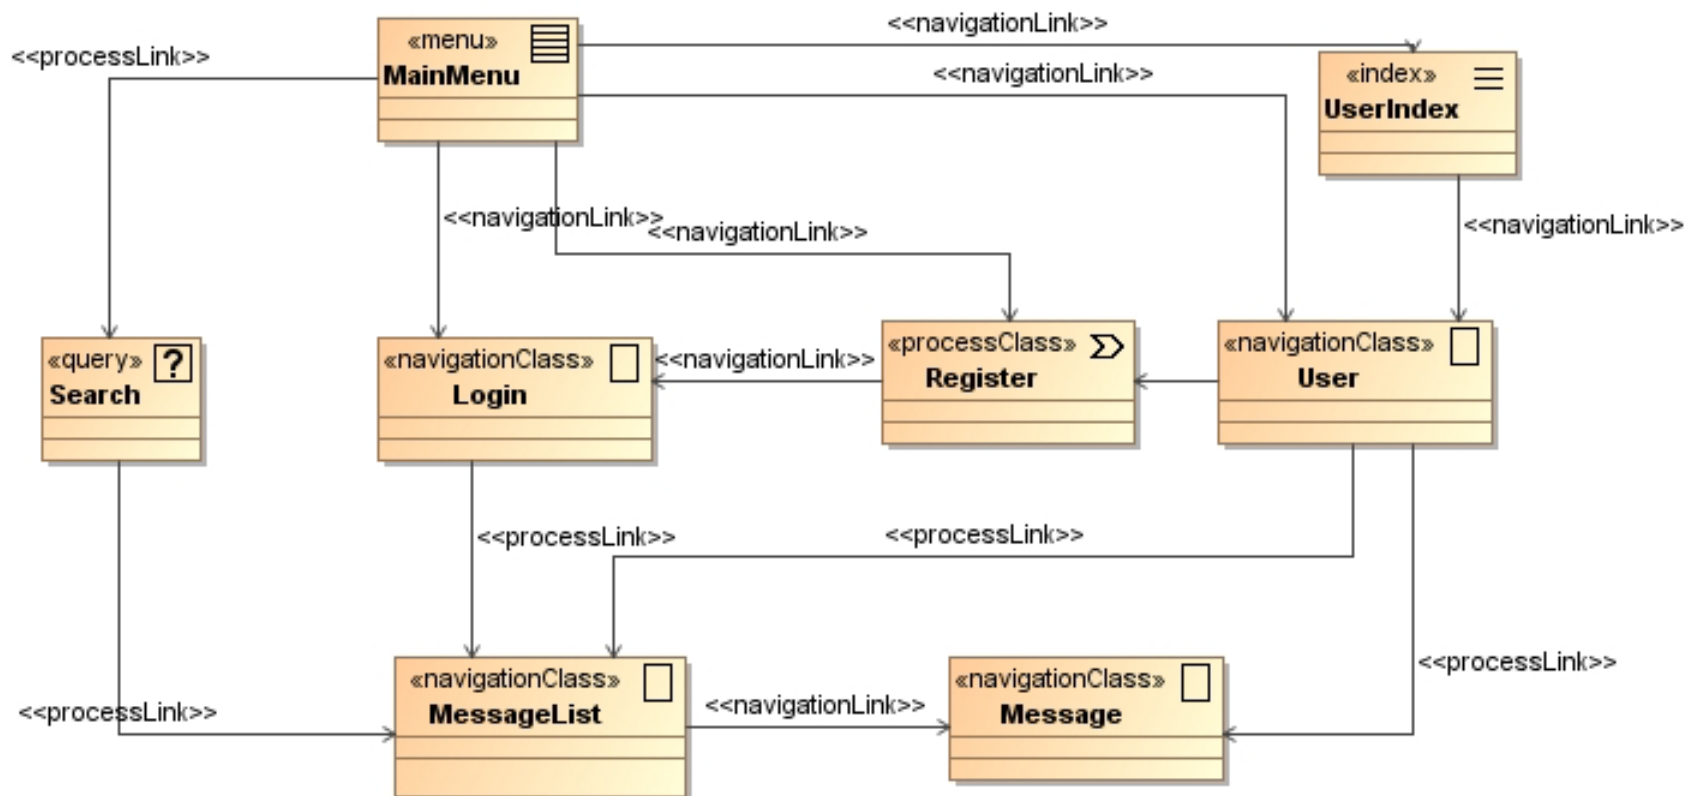 <<navigationLink>>
«menu»
MainMenu
<<processLink>>
<<navigationLink>>
«index»
UserIndex
<<navigationLink>>
<<navigationLink>>
<<navigationLink>>
«query»
Search
?
«navigationClass»
Login
<<navigationLink>>
«processClass»
Register
«navigationClass»
User
<<processLink>>
<<processLink>>
<<processLink>>
<<processLink>>
«navigationClass»
MessageList
<<navigationLink>>
«navigationClass»
Message